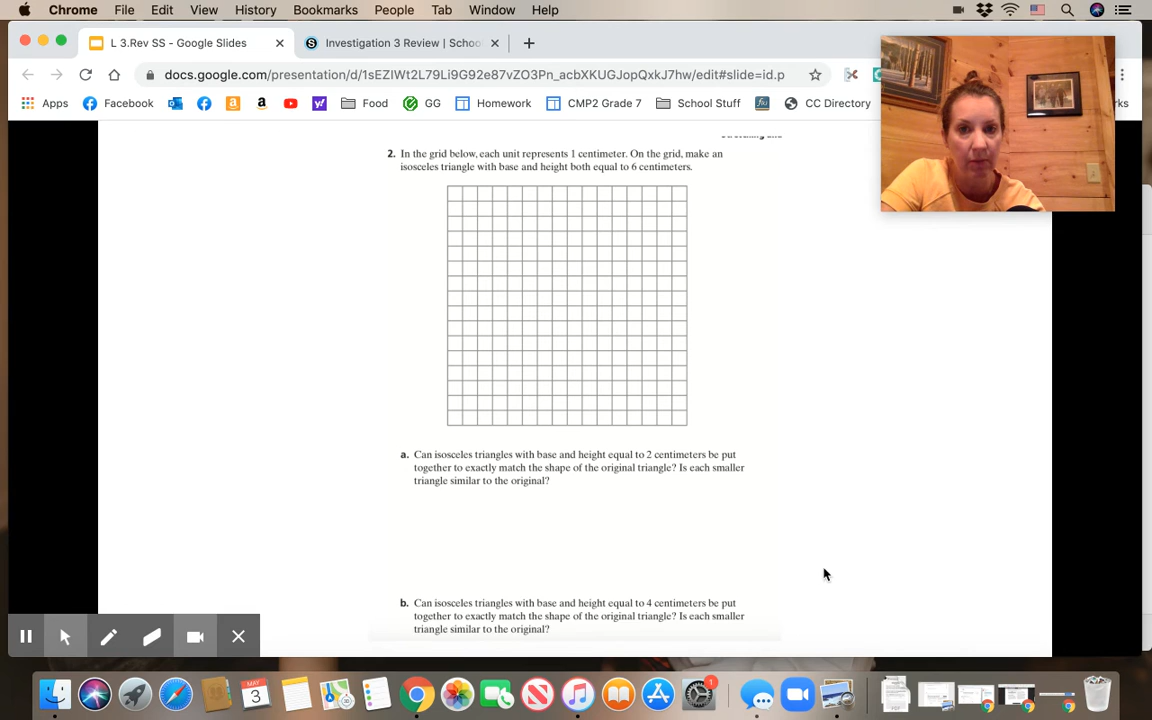 Chrome File Edit View History Bookmarks People Tab Window Help
L 3.Rev SS - Google Slides
Investigation 3 Review | Schoo
docs.google.com/presentation/d/1sEZIWt2L79Li9G92e87vZO3Pn_acbXKUGJopQxkJ7hw/edit#slide=id.p
Apps Facebook Food GG Homework CMP2 Grade 7 School Stuff fiu CC Directory rks
2. In the grid below, each unit represents 1 centimeter. On the grid, make an
isosceles triangle with base and height both equal to 6 centimeters.
a. Can isosceles triangles with base and height equal to 2 centimeters be put
together to exactly match the shape of the original triangle? Is each smaller
triangle similar to the original?
b. Can isosceles triangles with base and height equal to 4 centimeters be put
together to exactly match the shape of the original triangle? Is each smaller
triangle similar to the original?
MAY
3
1